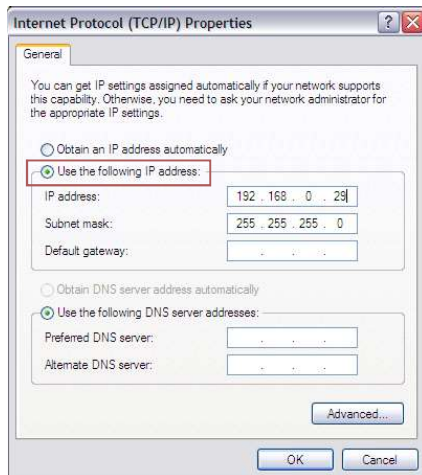 Internet Protocol (TCP/IP) Properties
General
You can get IP settings assigned automatically if your network supports
this capability. Otherwise, you need to ask your network administrator for
the appropriate IP settings.
Obtain an IP address automatically
Use the following IP address:
IP address: 192 . 168 . 0 . 29
Subnet mask: 255 . 255 . 255 . 0
Default gateway: . . .
Obtain DNS server address automatically
Use the following DNS server addresses:
Preferred DNS server: . . .
Alternate DNS server: . . .
Advanced...
OK Cancel